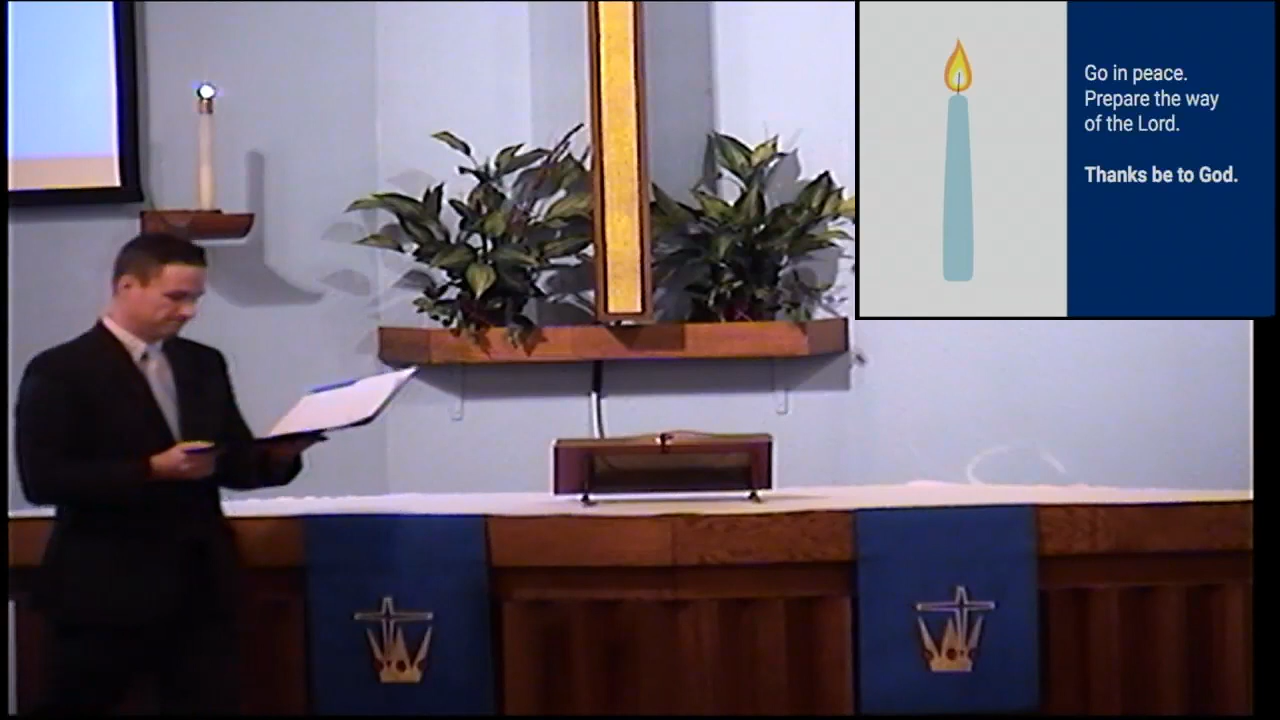 Go in peace.
Prepare the way
of the Lord.
Thanks be to God.